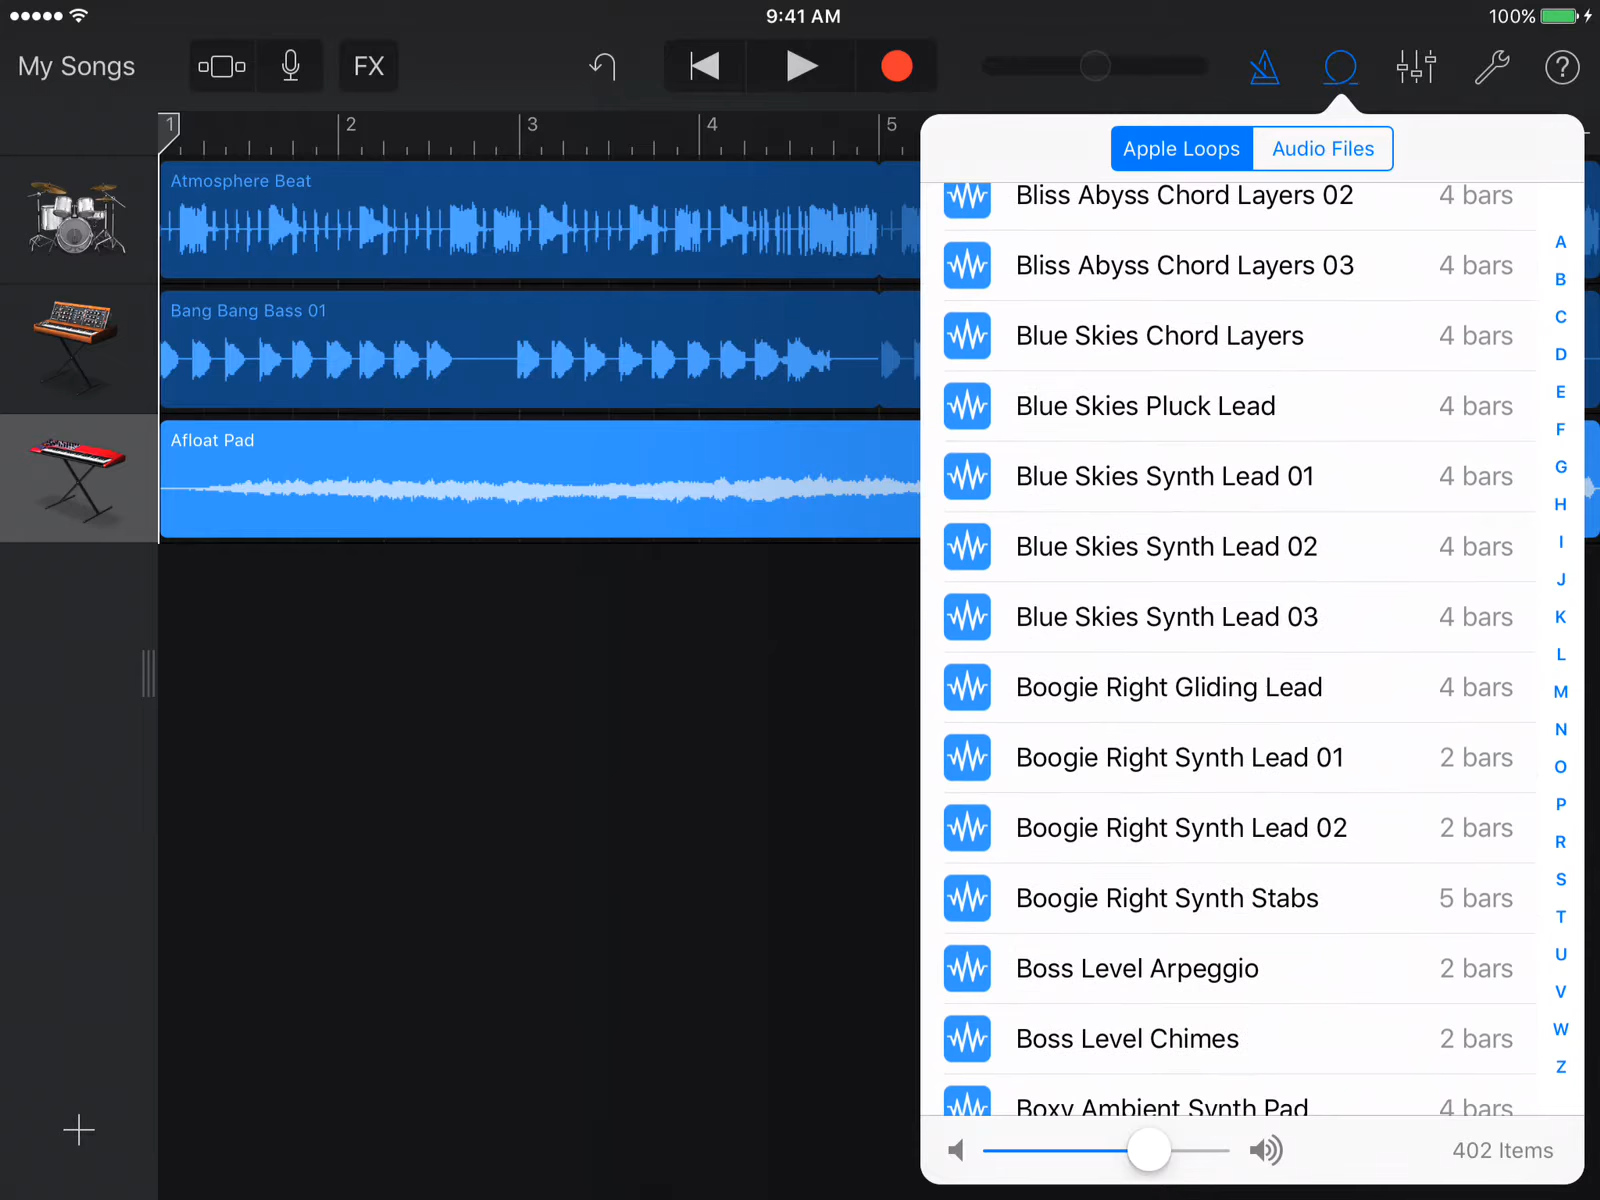 9:41 AM
100%
My Songs
FX
1 2 3 4 5
Atmosphere Beat
Bang Bang Bass 01
Afloat Pad
Apple Loops Audio Files
Bliss Abyss Chord Layers 02 4 bars
Bliss Abyss Chord Layers 03 4 bars
Blue Skies Chord Layers 4 bars
Blue Skies Pluck Lead 4 bars
Blue Skies Synth Lead 01 4 bars
Blue Skies Synth Lead 02 4 bars
Blue Skies Synth Lead 03 4 bars
Boogie Right Gliding Lead 4 bars
Boogie Right Synth Lead 01 2 bars
Boogie Right Synth Lead 02 2 bars
Boogie Right Synth Stabs 5 bars
Boss Level Arpeggio 2 bars
Boss Level Chimes 2 bars
Boxy Ambient Synth Pad 4 bars
A
B
C
D
E
F
G
H
I
J
K
L
M
N
O
P
R
S
T
U
V
W
Z
402 Items